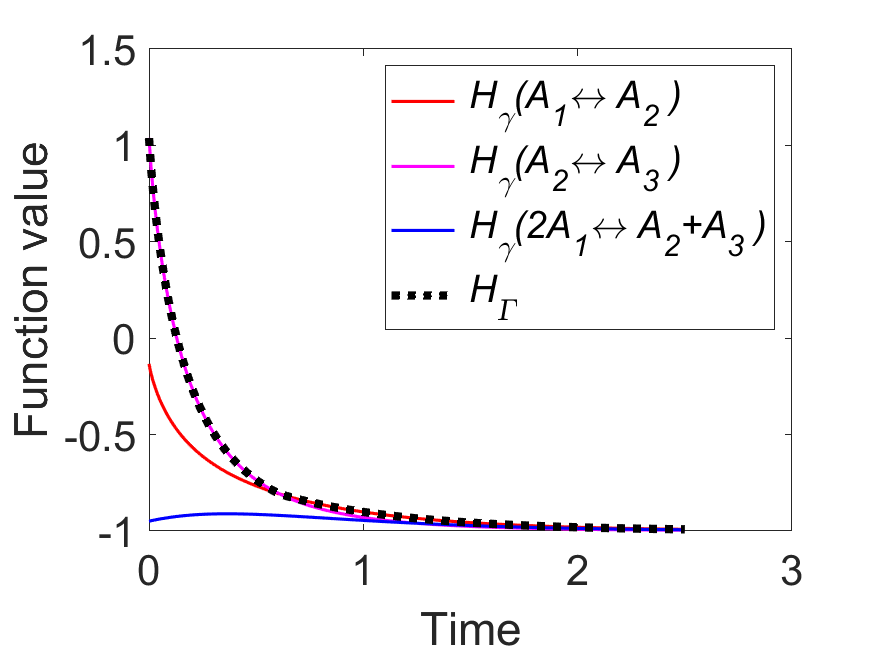 Function value
1.5
1
0.5
0
-0.5
-1
H_γ(A_1↔ A_2 )
H_γ(A_2↔ A_3 )
H_γ(2A_1↔ A_2+A_3 )
H_Γ
0 1 2 3
Time